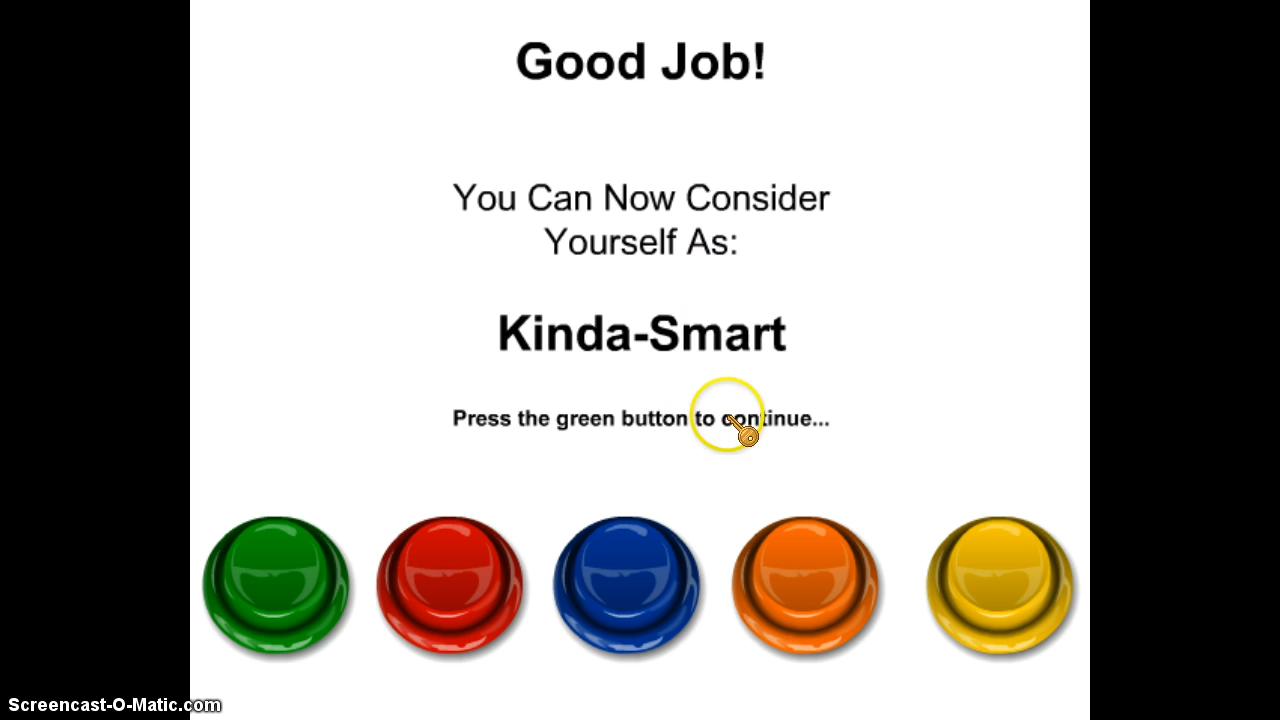 Good Job!
You Can Now Consider
Yourself As:
Kinda-Smart
Press the green button to continue...
Screencast-O-Matic.com